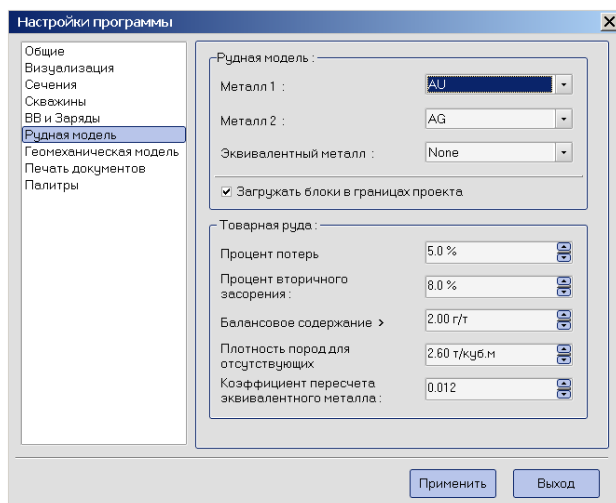 Настройки программы
Общие
Визуализация
Сечения
Скважины
ВВ и Заряды
Рудная модель
Геомеханическая модель
Печать документов
Палитры
Рудная модель :
Металл 1 :
AU
Металл 2 :
AG
Эквивалентный металл :
None
Загружать блоки в границах проекта
Товарная руда :
Процент потерь
5.0 %
Процент вторичного
засорения :
8.0 %
Балансовое содержание >
2.00 г/т
Плотность пород для
отсутствующих
2.60 т/куб.м
Коэффициент пересчета
эквивалентного металла :
0.012
Применить
Выход